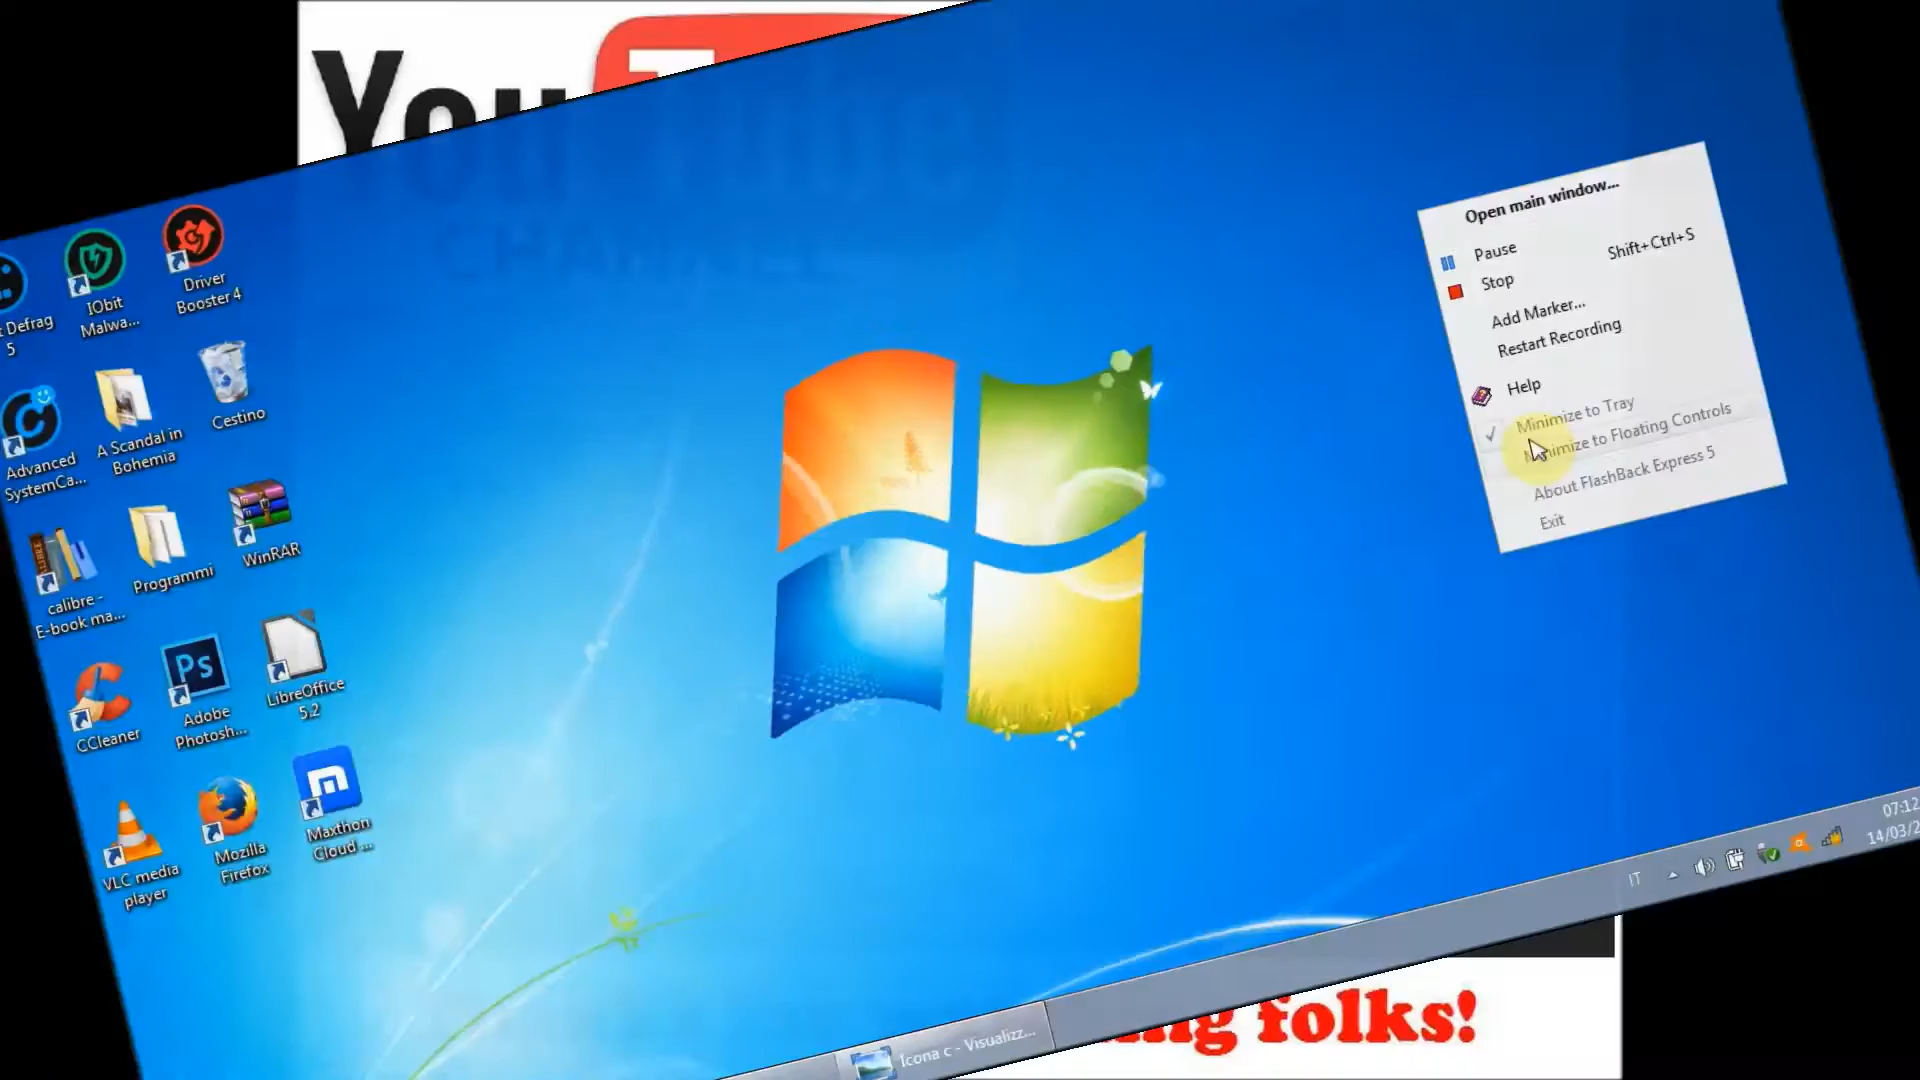 You
Tube
CHANNEL
Open main window...
Pause Shift+Ctrl+S
Stop
Add Marker...
Restart Recording
Help
Minimize to Tray
Minimize to Floating Controls
About FlashBack Express 5
Exit
t Defrag
5
IObit
Malwa...
Driver
Booster 4
Advanced
SystemCa...
A Scandal in
Bohemia
Cestino
calibre -
E-book ma...
Programmi
WinRAR
CCleaner
Ps
Adobe
Photosh...
LibreOffice
5.2
VLC media
player
Mozilla
Firefox
Maxthon
Cloud ...
IT
07:12
14/03/2
Icona c - Visualizz...
ng folks!